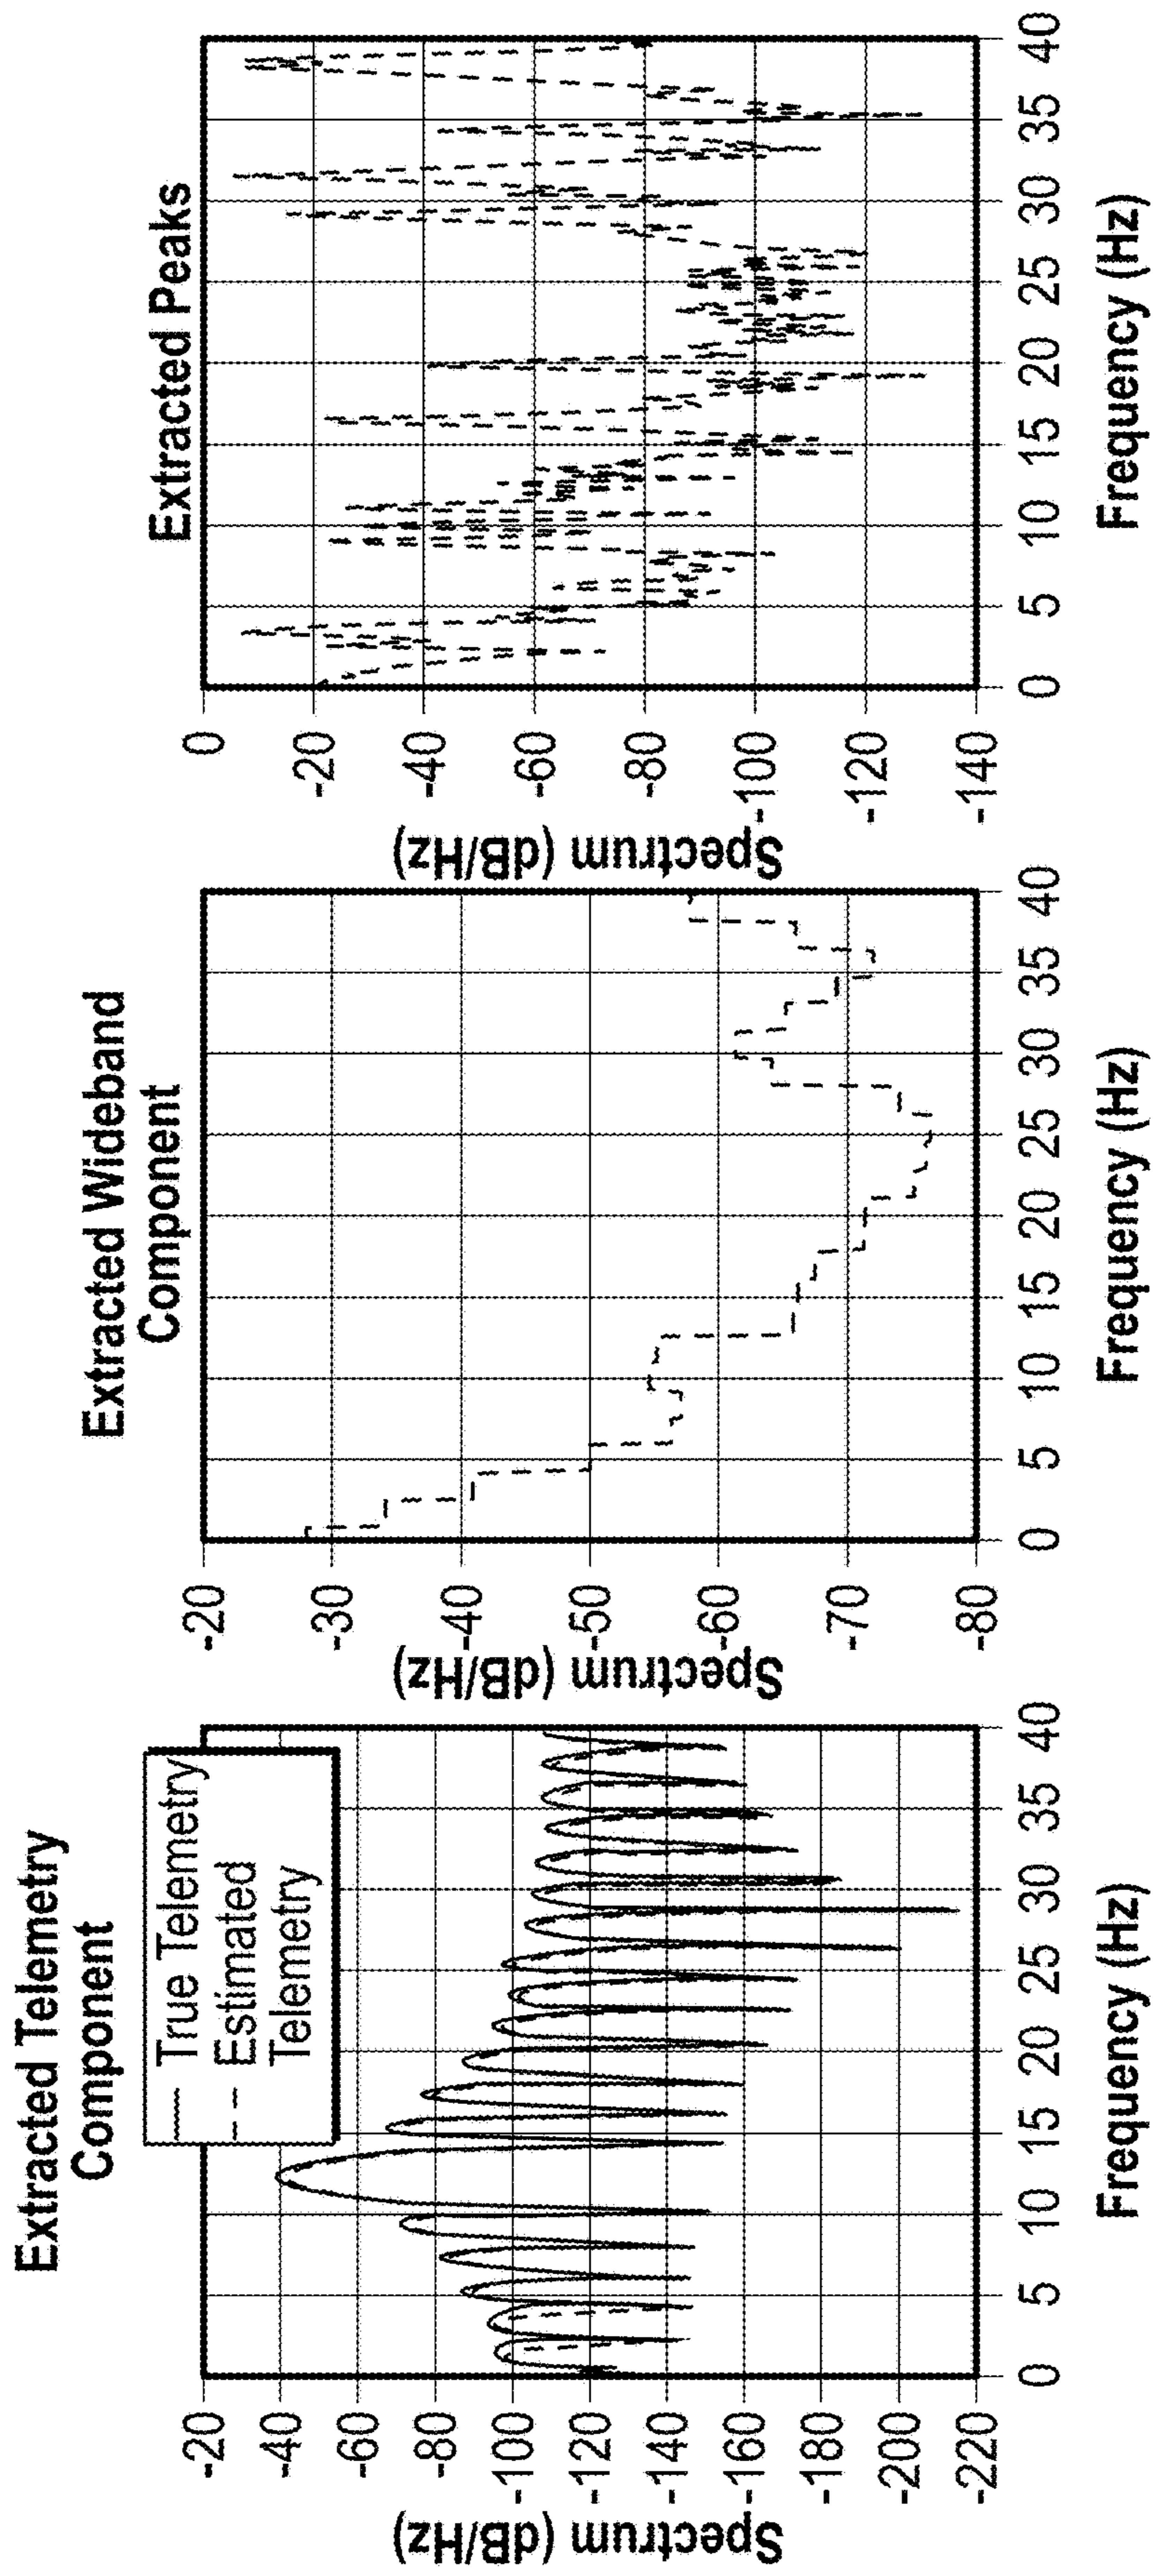 Extracted Telemetry
Component
True Telemetry
Estimated
Telemetry
Spectrum (dB/Hz)
-20
-40
-60
-80
-100
-120
-140
-160
-180
-200
-220
0 5 10 15 20 25 30 35 40
Frequency (Hz)
Extracted Wideband
Component
Spectrum (dB/Hz)
-20
-30
-40
-50
-60
-70
-80
0 5 10 15 20 25 30 35 40
Frequency (Hz)
Extracted Peaks
Spectrum (dB/Hz)
0
-20
-40
-60
-80
-100
-120
-140
0 5 10 15 20 25 30 35 40
Frequency (Hz)